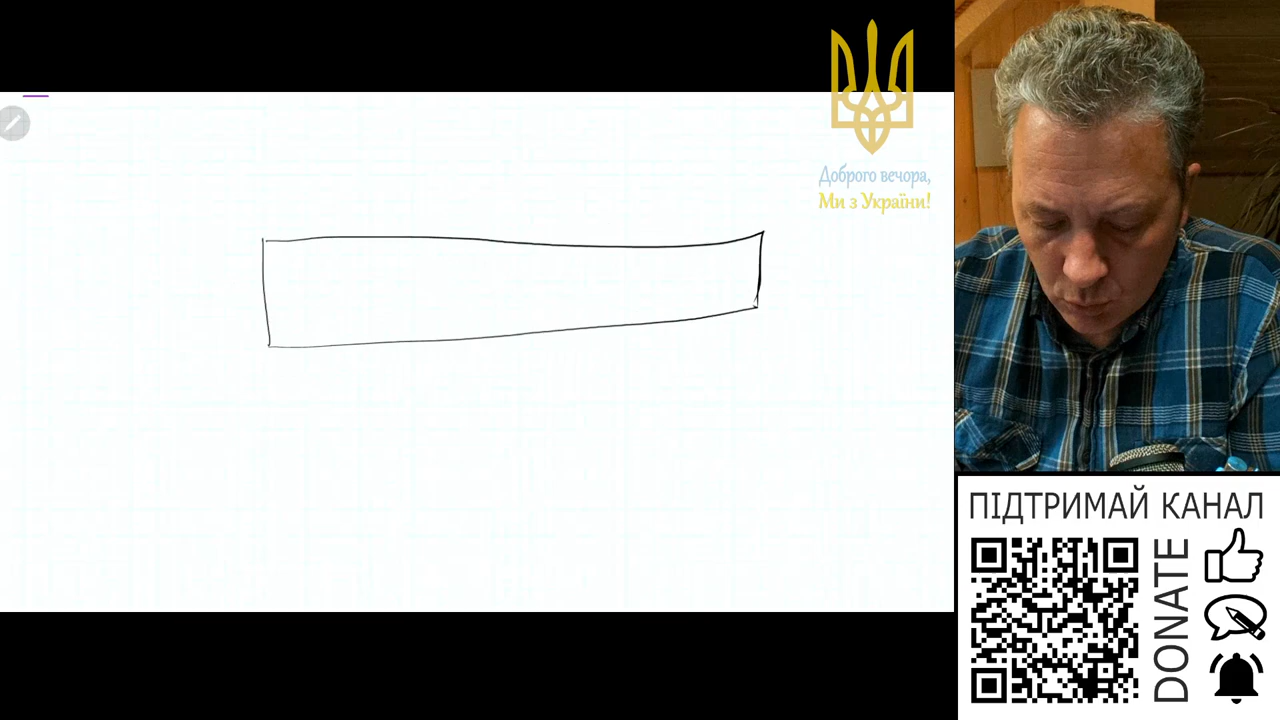 Доброго вечора,
Ми з України!
ПІДТРИМАЙ КАНАЛ
DONATE